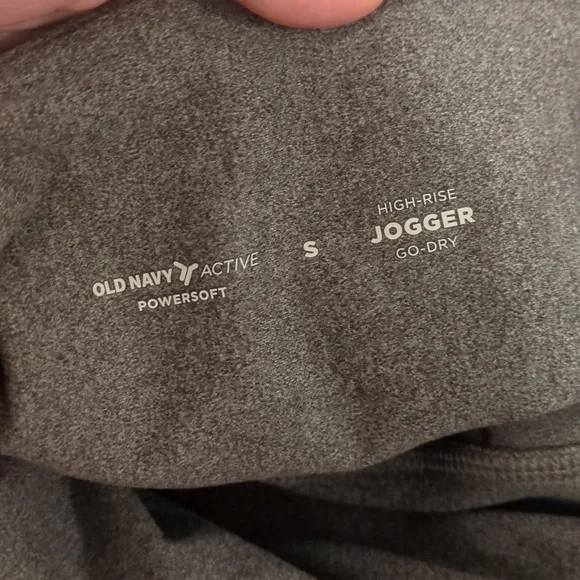 OLD NAVY ACTIVE
POWERSOFT
S
HIGH-RISE
JOGGER
GO-DRY